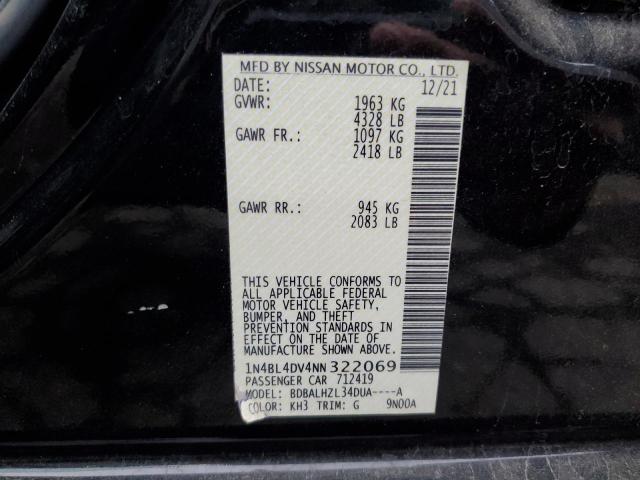 MFD BY NISSAN MOTOR CO., LTD.
DATE: 12/21
GVWR: 1963 KG
4328 LB
GAWR FR.: 1097 KG
2418 LB
GAWR RR.: 945 KG
2083 LB
THIS VEHICLE CONFORMS TO
ALL APPLICABLE FEDERAL
MOTOR VEHICLE SAFETY,
BUMPER, AND THEFT
PREVENTION STANDARDS IN
EFFECT ON THE DATE OF
MANUFACTURE SHOWN ABOVE.
1N4BL4DV4NN322069
PASSENGER CAR 712419
MODEL: BDBALHZL34DUA----A
COLOR: KH3 TRIM: G 9N00A